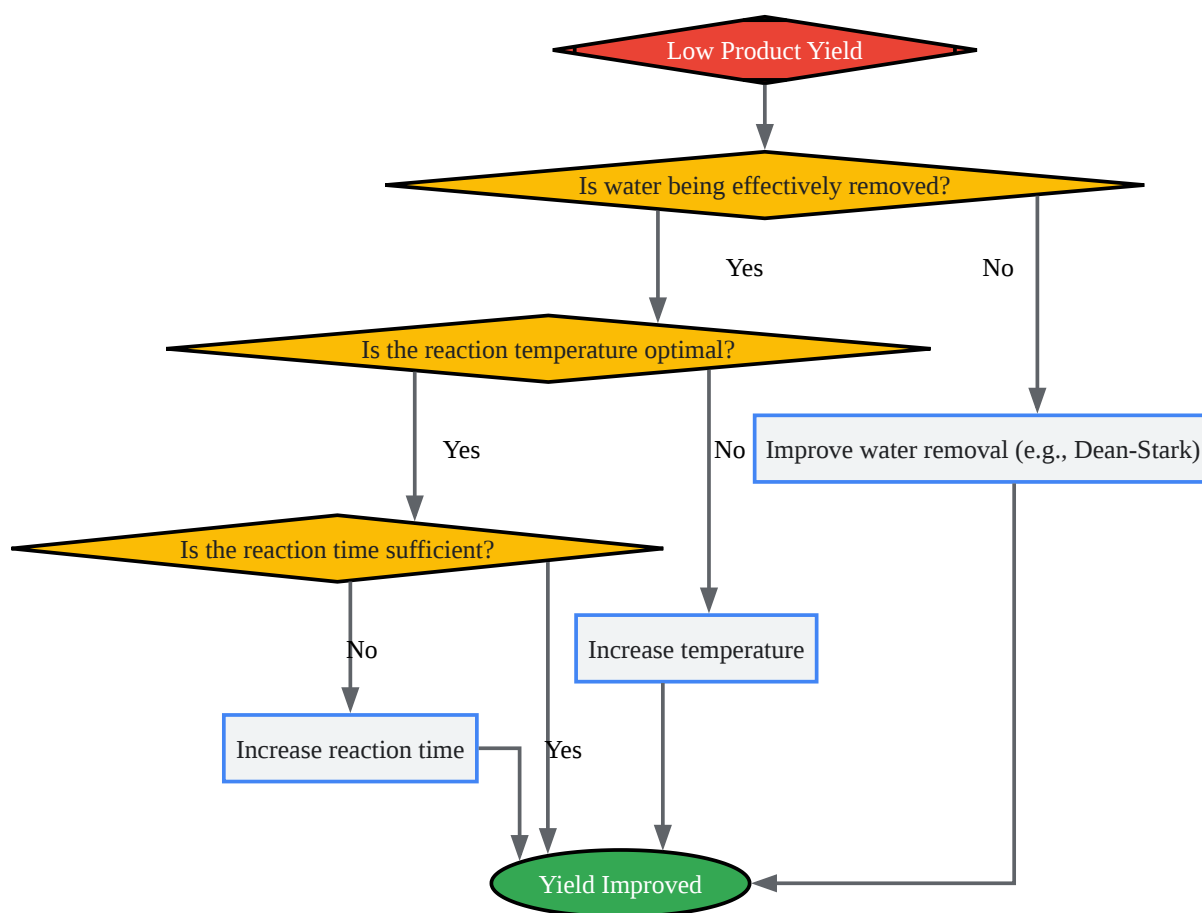 Low Product Yield
Is water being effectively removed?
Yes
No
Is the reaction temperature optimal?
Yes
No
Improve water removal (e.g., Dean-Stark)
Is the reaction time sufficient?
No
Increase temperature
Increase reaction time
Yes
Yield Improved